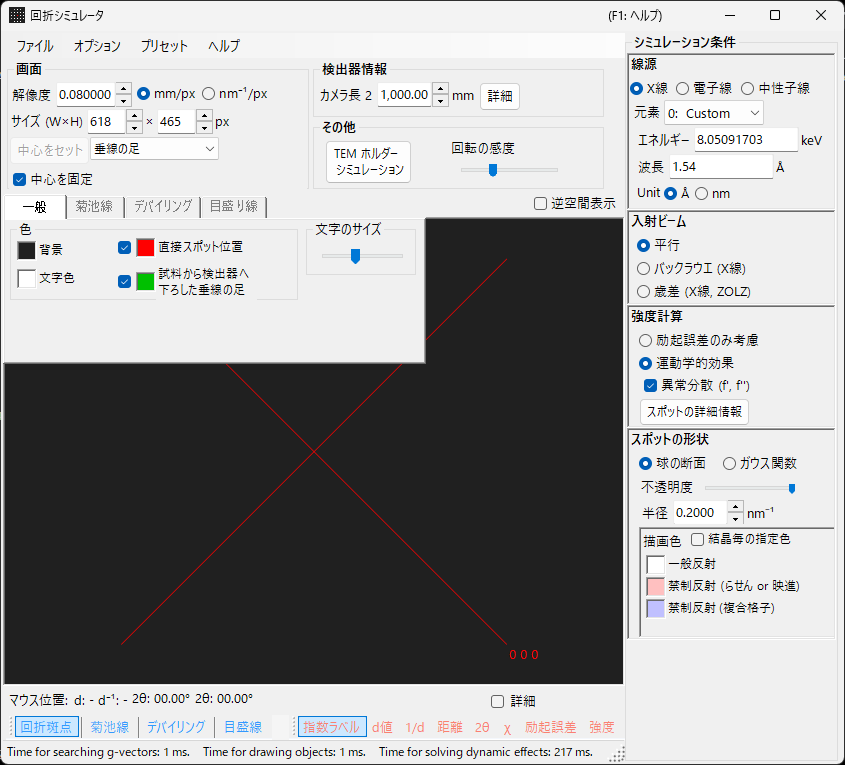 回折シミュレータ
(F1: ヘルプ)
ファイル オプション プリセット ヘルプ
画面
解像度 0.080000 mm/px nm⁻¹/px
サイズ (W×H) 618 × 465 px
中心をセット 垂線の足
中心を固定
検出器情報
カメラ長 2 1,000.00 mm 詳細
その他
TEM ホルダー
シミュレーション
回転の感度
一般 菊池線 デバイリング 目盛り線
逆空間表示
色
背景
文字色
直接スポット位置
試料から検出器へ
下ろした垂線の足
文字のサイズ
0 0 0
シミュレーション条件
線源
X線 電子線 中性子線
元素 0: Custom
エネルギー 8.05091703 keV
波長 1.54 Å
Unit Å nm
入射ビーム
平行
バックラウエ (X線)
歳差 (X線, ZOLZ)
強度計算
励起誤差のみ考慮
運動学的効果
異常分散 (f', f'')
スポットの詳細情報
スポットの形状
球の断面 ガウス関数
不透明度
半径 0.2000 nm⁻¹
描画色 結晶毎の指定色
一般反射
禁制反射 (らせん or 映進)
禁制反射 (複合格子)
マウス位置: d: - d⁻¹: - 2θ: 00.00° 2θ: 00.00°
詳細
回折斑点 菊池線 デバイリング 目盛線 指数ラベル d値 1/d 距離 2θ χ 励起誤差 強度
Time for searching g-vectors: 1 ms. Time for drawing objects: 1 ms. Time for solving dynamic effects: 217 ms.